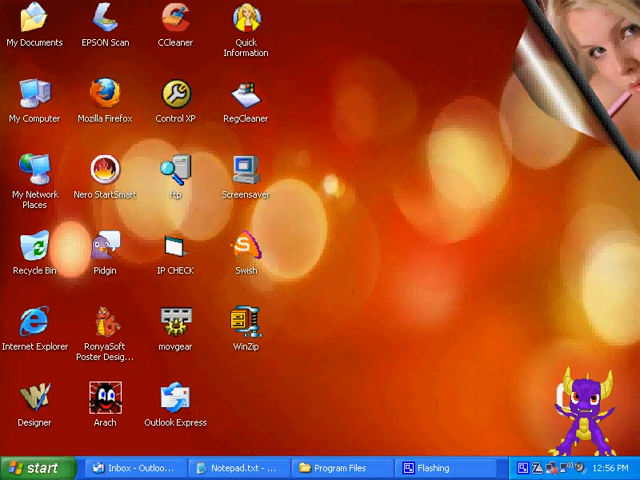 My Documents
EPSON Scan
CCleaner
Quick
Information
My Computer
Mozilla Firefox
Control XP
RegCleaner
My Network
Places
Nero StartSmart
ftp
Screensaver
Recycle Bin
Pidgin
IP CHECK
Swish
Internet Explorer
RonyaSoft
Poster Desig...
movgear
WinZip
Designer
Arach
Outlook Express
start
Inbox - Outloo...
Notepad.txt - ...
Program Files
Flashing
12:56 PM